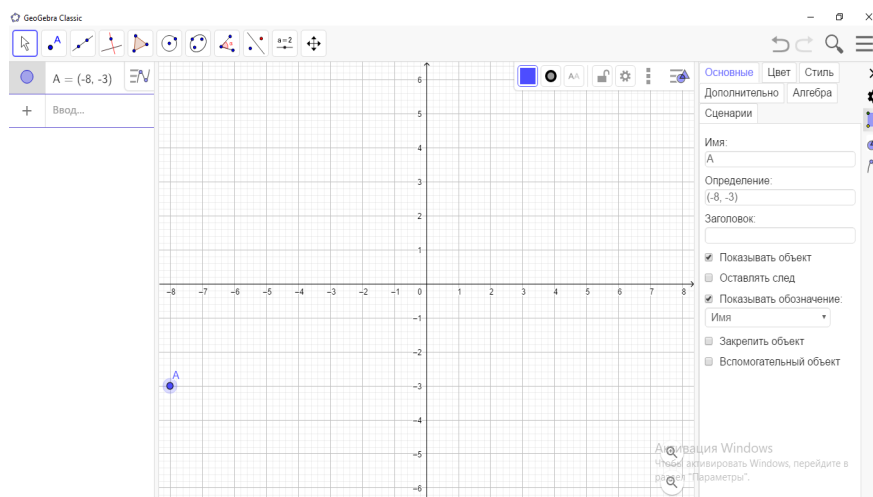 GeoGebra Classic
A
a=2
A = (-8, -3)
Ввод...
AA
6
5
4
3
2
1
-8 -7 -6 -5 -4 -3 -2 -1 0 1 2 3 4 5 6 7 8
-1
-2
A
-3
-4
-5
-6
Основные Цвет Стиль
Дополнительно Алгебра
Сценарии
Имя:
A
Определение:
(-8, -3)
Заголовок:
Показывать объект
Оставлять след
Показывать обозначение:
Имя
Закрепить объект
Вспомогательный объект
Активация Windows
Чтобы активировать Windows, перейдите в
раздел "Параметры".